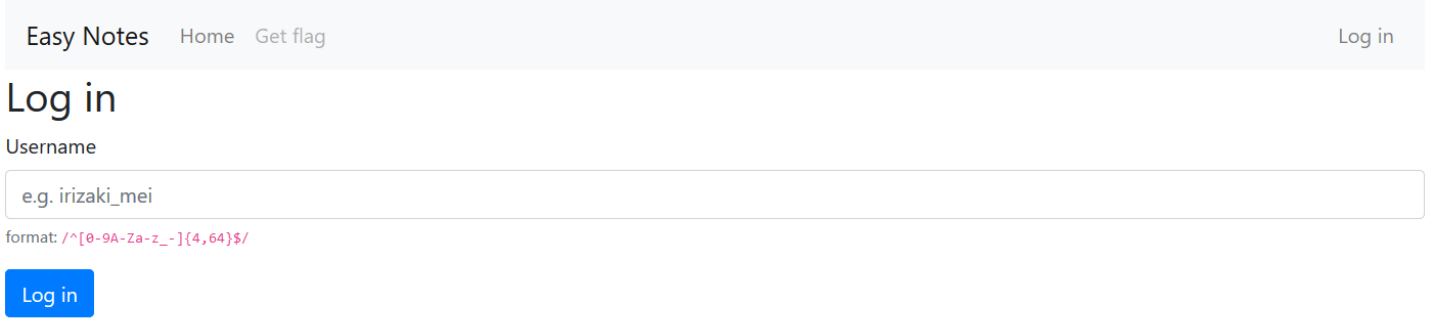 Easy Notes Home Get flag Log in
Log in
Username
e.g. irizaki_mei
format: /^[0-9A-Za-z_-]{4,64}$/
Log in